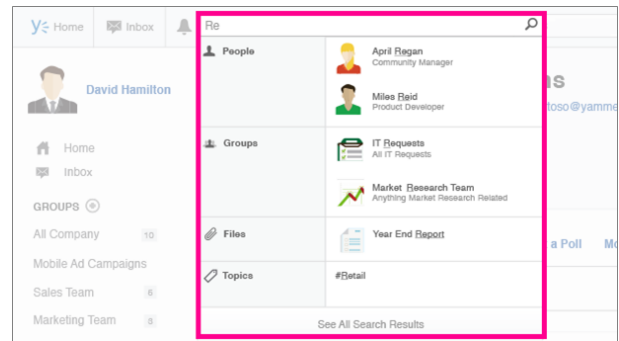 Home
Inbox
Re
People
April Regan
Community Manager
Miles Reid
Product Developer
Groups
IT Requests
All IT Requests
Market Research Team
Anything Market Research Related
Files
Year End Report
Topics
#Retail
See All Search Results
David Hamilton
Home
Inbox
GROUPS
All Company 10
Mobile Ad Campaigns
Sales Team 6
Marketing Team 8
toso@yamme
a Poll